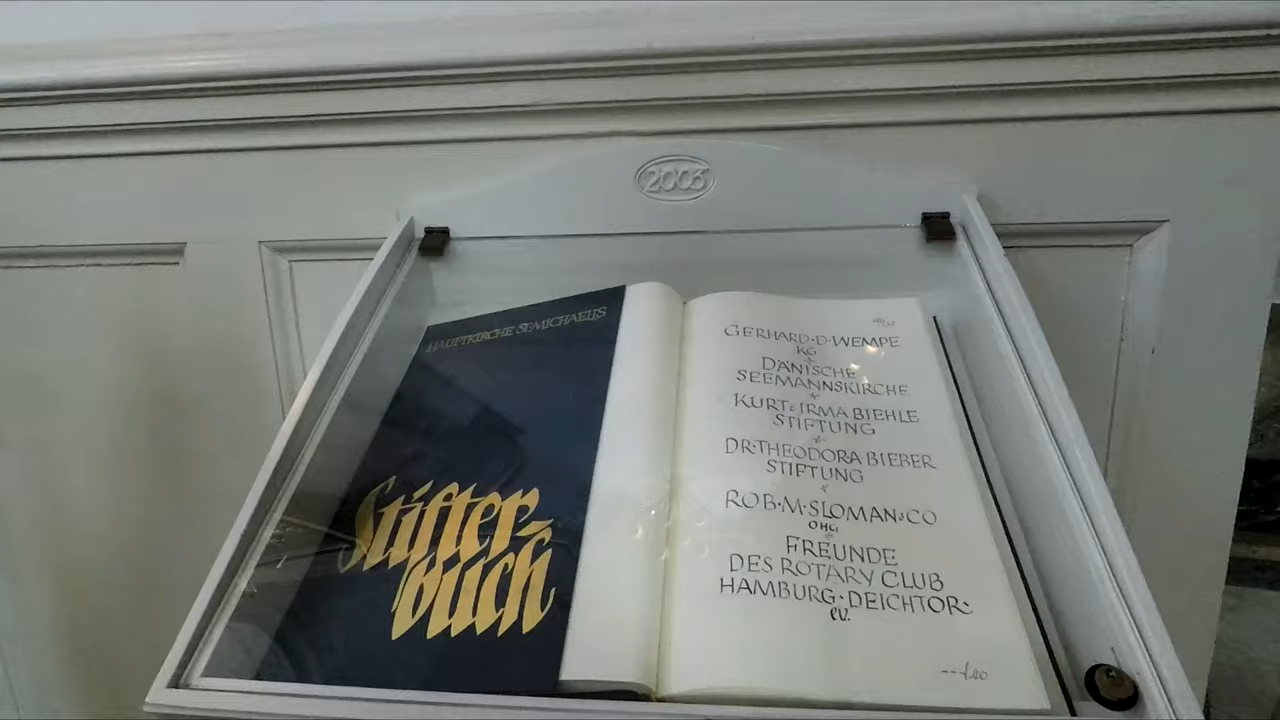 2003
HAUPTKIRCHE ST. MICHAELIS
Stifter-
buch
GERHARD·D·WEMPE
KG
DÄNISCHE
SEEMANNSKIRCHE
KURT & IRMA BIEHLE
STIFTUNG
DR·THEODORA BIEBER
STIFTUNG
ROB·M·SLOMAN & CO
OHG
FREUNDE
DES ROTARY CLUB
HAMBURG·DEICHTOR·
e.V.